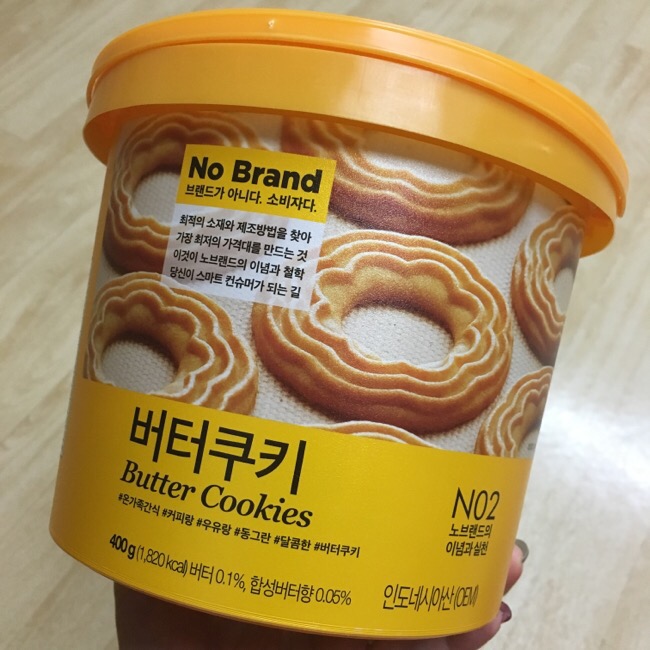 No Brand
브랜드가 아니다. 소비자다.
최적의 소재와 제조방법을 찾아
가장 최저의 가격대를 만드는 것
이것이 노브랜드의 이념과 철학
당신이 스마트 컨슈머가 되는 길
버터쿠키
Butter Cookies
#온가족간식 #커피랑 #우유랑 #동그란 #달콤한 #버터쿠키
400g (1,820 kcal) 버터 0.1%, 합성버터향 0.05%
NO2
노브랜드의
이념과 실천
인도네시아산 (OEM)